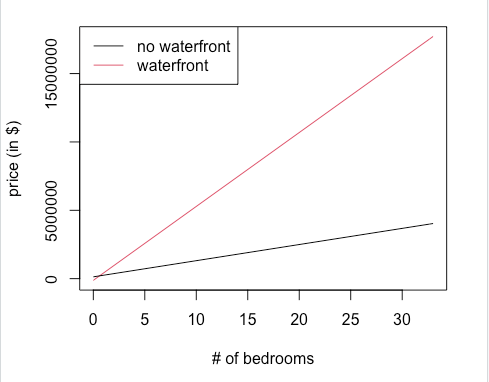 no waterfront
waterfront
price (in $)
15000000
5000000
0
0 5 10 15 20 25 30
# of bedrooms